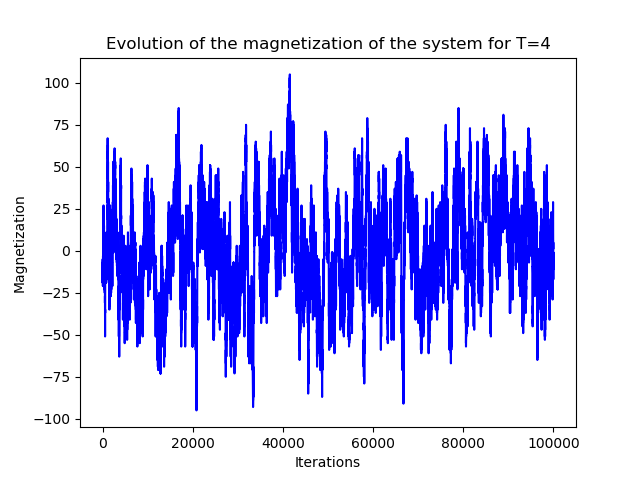 Evolution of the magnetization of the system for T=4
100
75
50
25
0
−25
−50
−75
−100
Magnetization
0 20000 40000 60000 80000 100000
Iterations